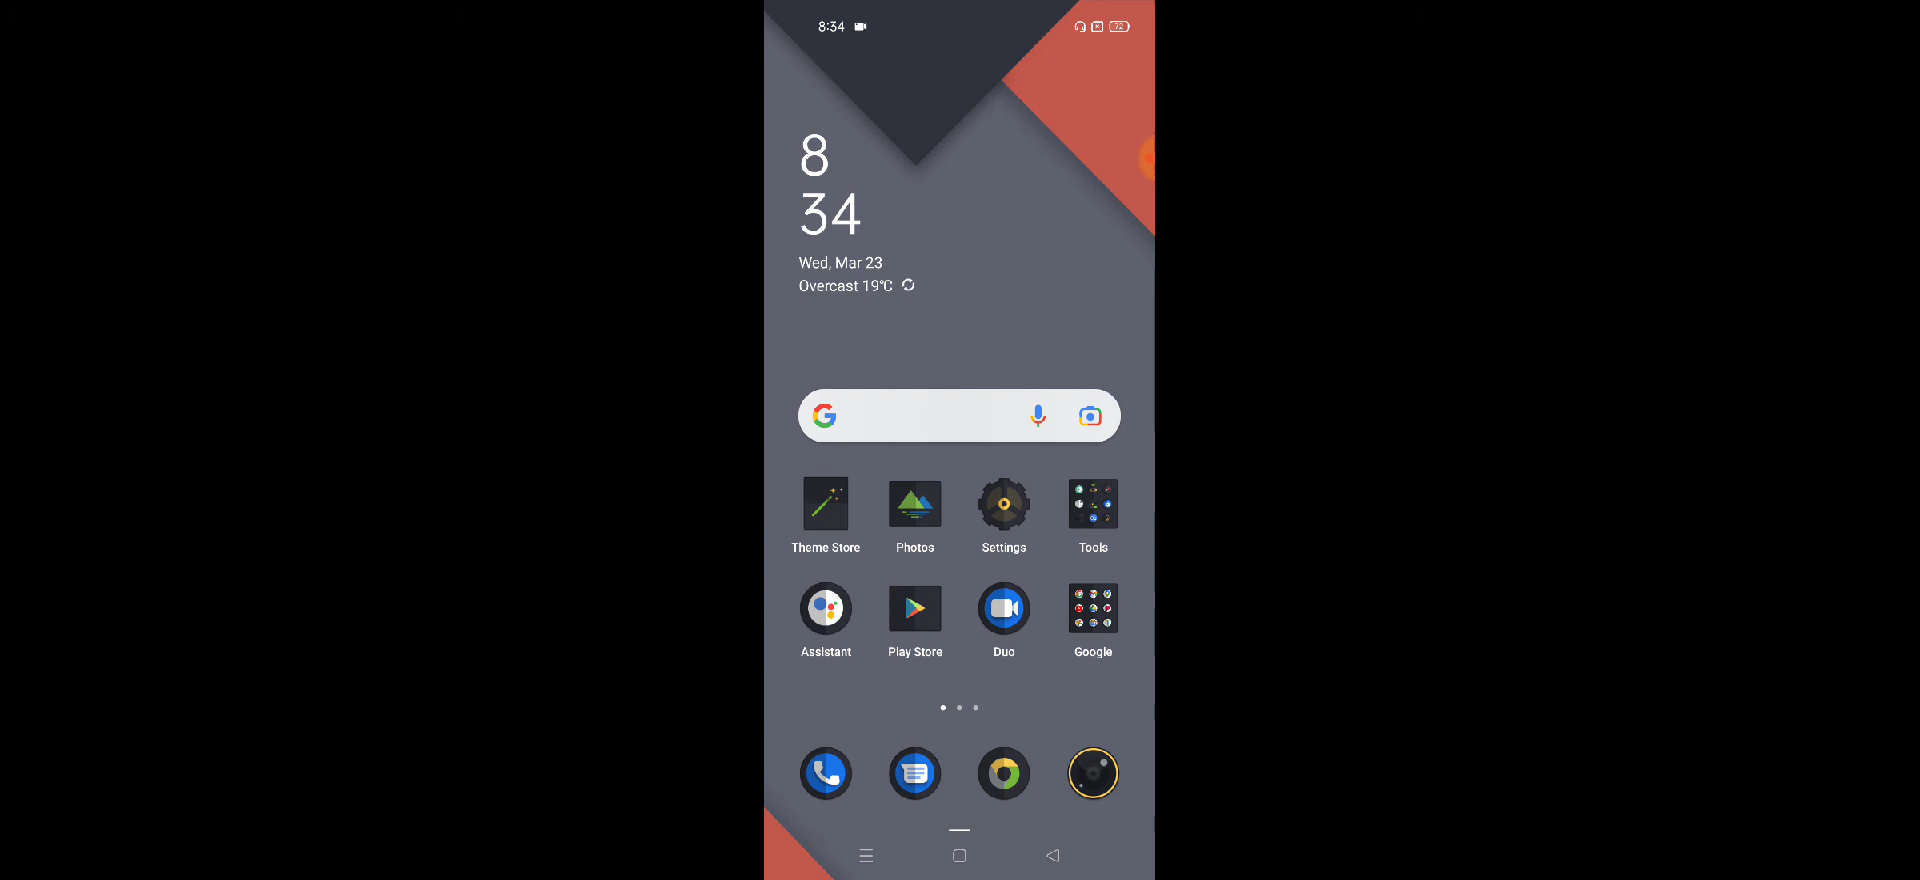 8:34
72
8
34
Wed, Mar 23
Overcast 19°C
Theme Store
Photos
Settings
Tools
Assistant
Play Store
Duo
Google